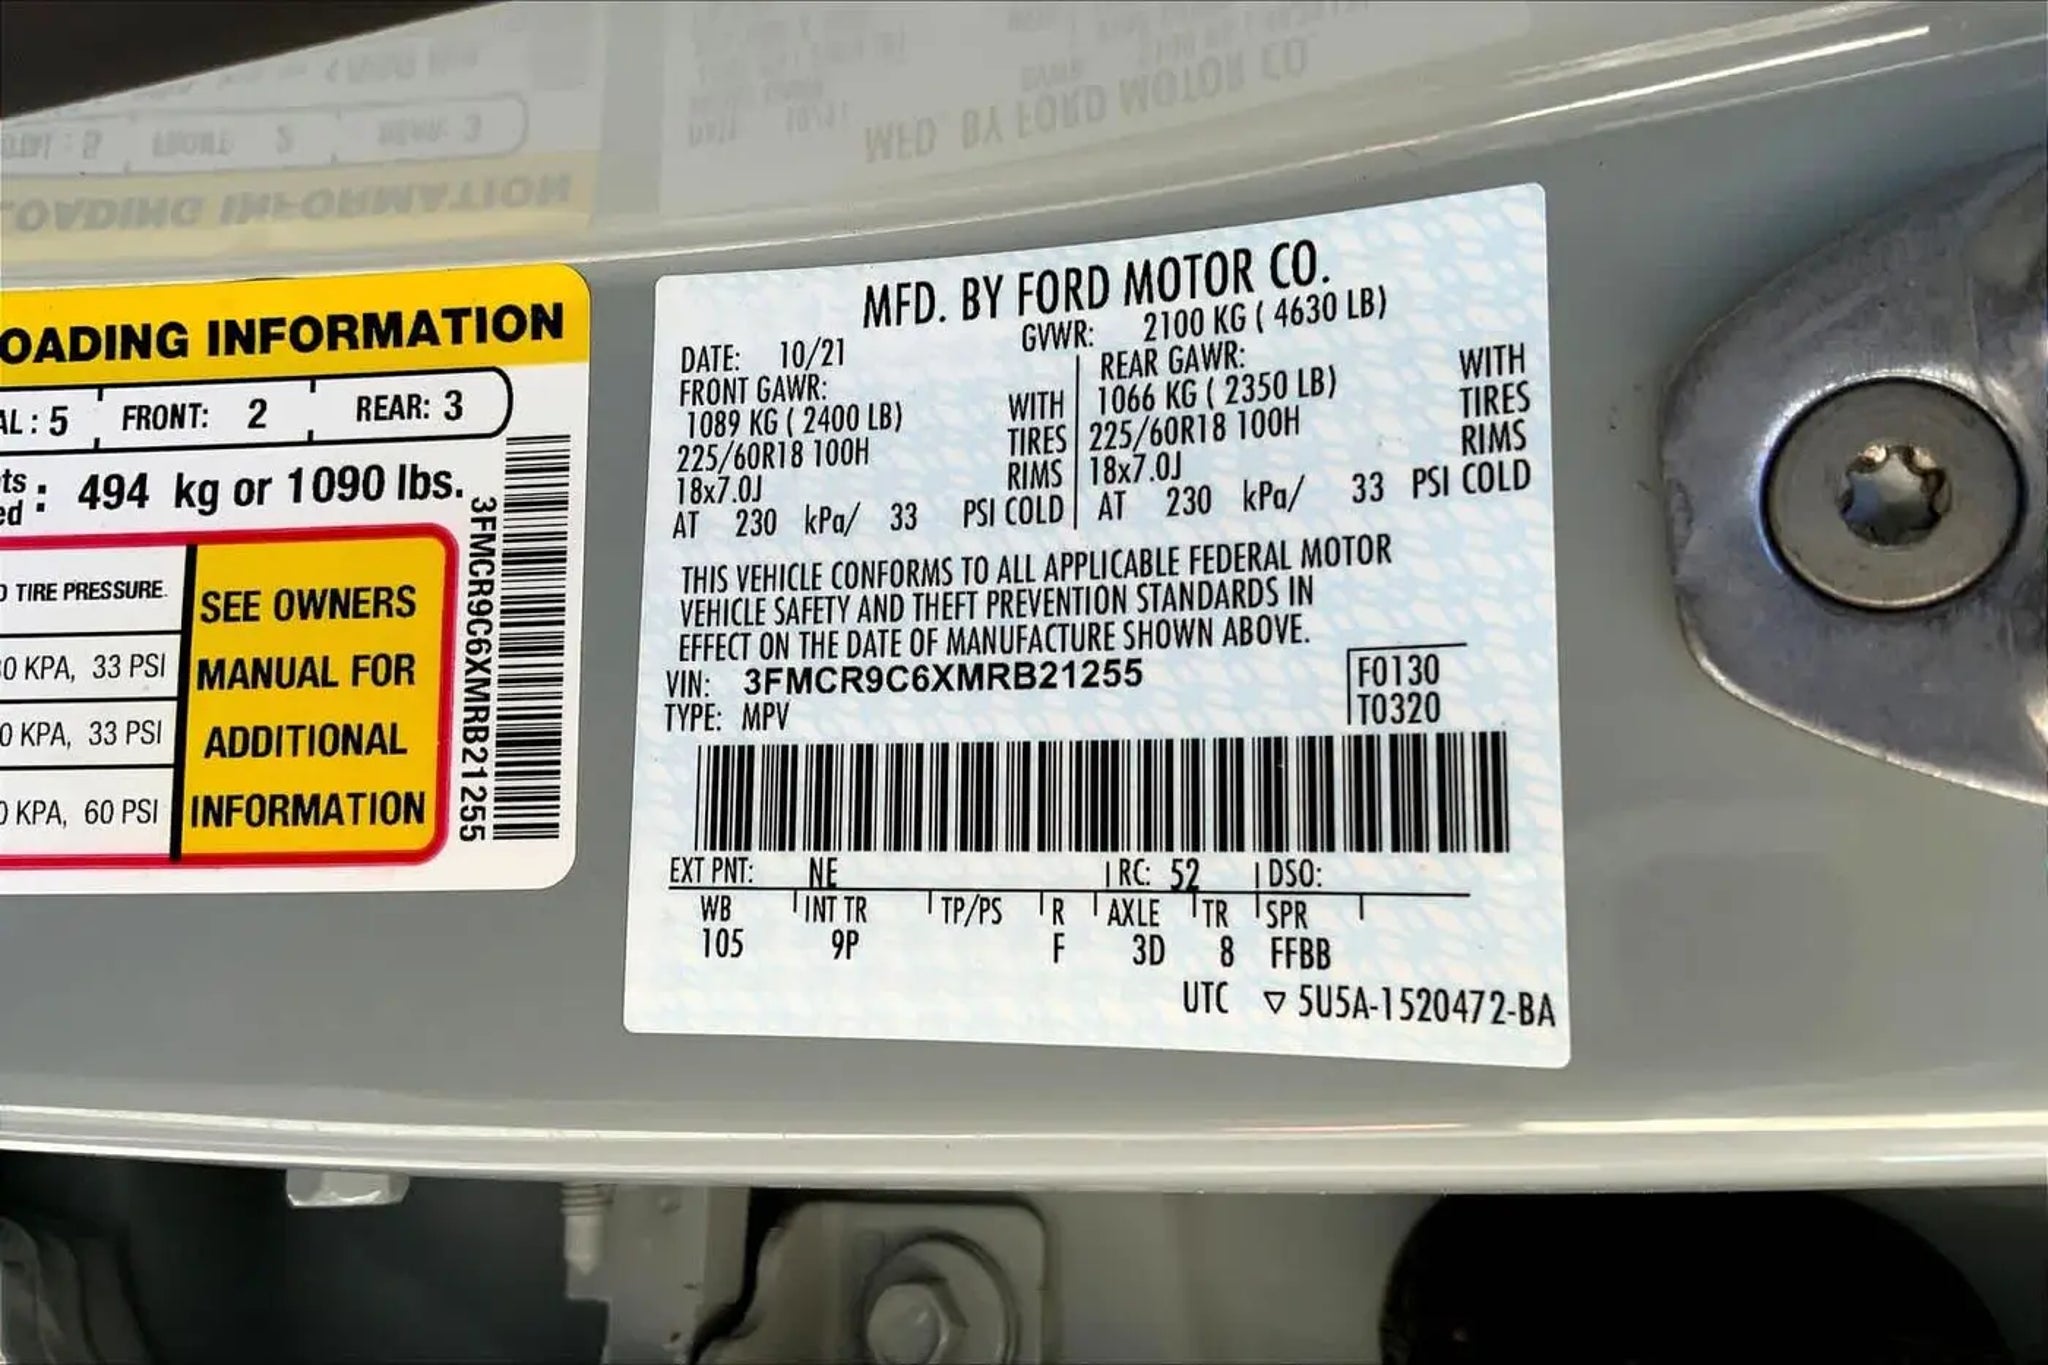 OADING INFORMATION
AL: 5 FRONT: 2 REAR: 3
ts
ed : 494 kg or 1090 lbs.
TIRE PRESSURE.
0 KPA, 33 PSI
0 KPA, 33 PSI
0 KPA, 60 PSI
SEE OWNERS
MANUAL FOR
ADDITIONAL
INFORMATION
3FMCR9C6XMRB21255
MFD. BY FORD MOTOR CO.
DATE: 10/21 GVWR: 2100 KG ( 4630 LB)
FRONT GAWR: REAR GAWR:
1089 KG ( 2400 LB) WITH 1066 KG ( 2350 LB) WITH
225/60R18 100H TIRES 225/60R18 100H TIRES
18x7.0J RIMS 18x7.0J RIMS
AT 230 kPa/ 33 PSI COLD AT 230 kPa/ 33 PSI COLD
THIS VEHICLE CONFORMS TO ALL APPLICABLE FEDERAL MOTOR
VEHICLE SAFETY AND THEFT PREVENTION STANDARDS IN
EFFECT ON THE DATE OF MANUFACTURE SHOWN ABOVE.
VIN: 3FMCR9C6XMRB21255 F0130
TYPE: MPV T0320
EXT PNT: NE RC: 52 DSO:
WB INT TR TP/PS R AXLE TR SPR
105 9P F 3D 8 FFBB
UTC ▽ 5U5A-1520472-BA